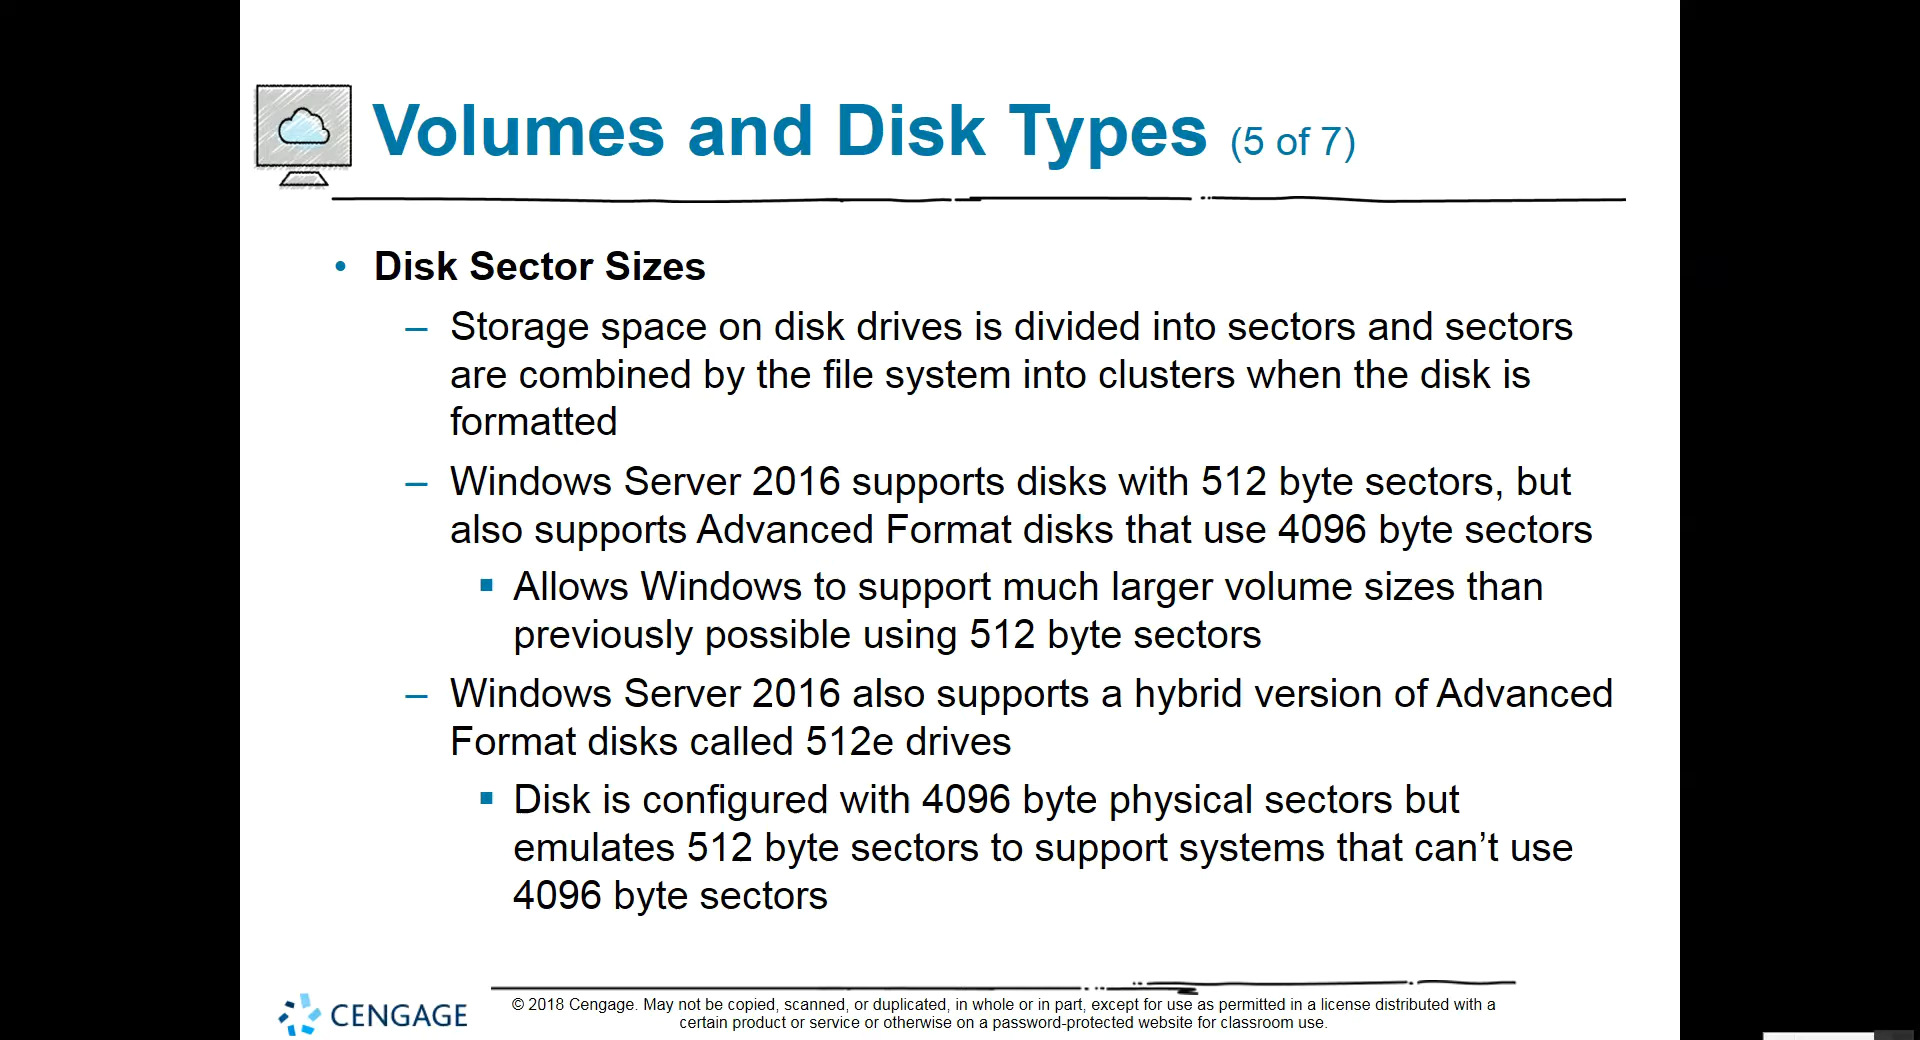 Volumes and Disk Types (5 of 7)
• Disk Sector Sizes
– Storage space on disk drives is divided into sectors and sectors
are combined by the file system into clusters when the disk is
formatted
– Windows Server 2016 supports disks with 512 byte sectors, but
also supports Advanced Format disks that use 4096 byte sectors
▪ Allows Windows to support much larger volume sizes than
previously possible using 512 byte sectors
– Windows Server 2016 also supports a hybrid version of Advanced
Format disks called 512e drives
▪ Disk is configured with 4096 byte physical sectors but
emulates 512 byte sectors to support systems that can’t use
4096 byte sectors
CENGAGE
© 2018 Cengage. May not be copied, scanned, or duplicated, in whole or in part, except for use as permitted in a license distributed with a
certain product or service or otherwise on a password-protected website for classroom use.